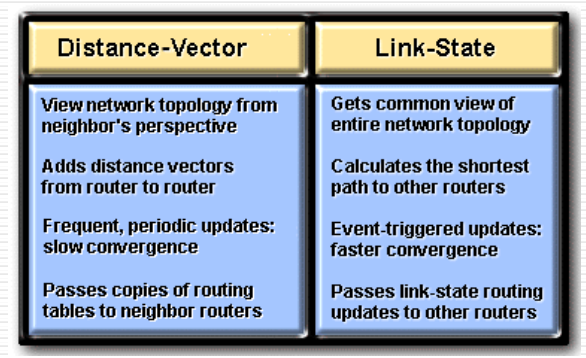 Distance-Vector
View network topology from
neighbor's perspective
Adds distance vectors
from router to router
Frequent, periodic updates:
slow convergence
Passes copies of routing
tables to neighbor routers
Link-State
Gets common view of
entire network topology
Calculates the shortest
path to other routers
Event-triggered updates:
faster convergence
Passes link-state routing
updates to other routers